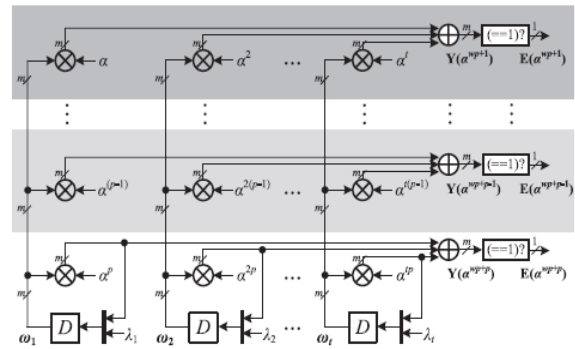 m m m m (==1)? 1
α α² ... αᵗ Y(α^{wp+1}) E(α^{wp+1})
m m m
⋮ ⋮ ⋮ ⋮ ⋮
m m m m (==1)? 1
α^{(p-1)} α^{2(p-1)} ... α^{t(p-1)} Y(α^{wp+p-1}) E(α^{wp+p-1})
m m m
m m m m (==1)? 1
α^p α^{2p} ... α^{tp} Y(α^{wp+p}) E(α^{wp+p})
m m m
D λ₁ D λ₂ ... D λₜ
ω₁ ω₂ ωₜ